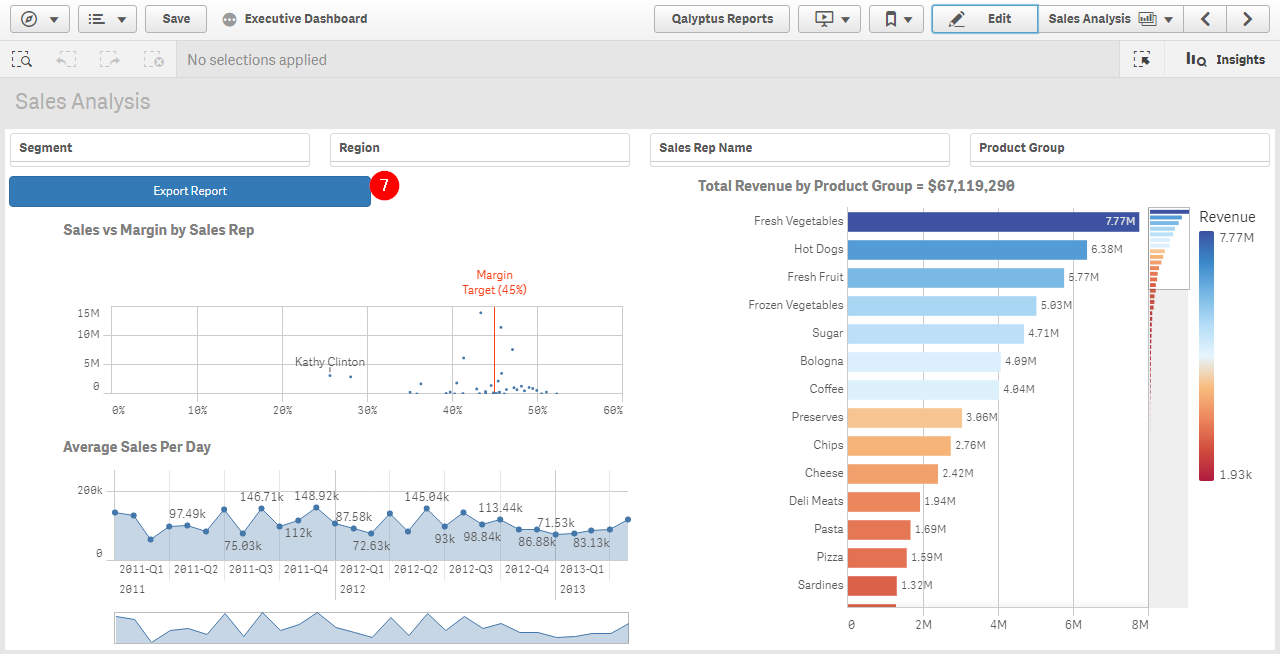 Save
Executive Dashboard
Qalyptus Reports
Edit
Sales Analysis
No selections applied
Insights
Sales Analysis
Segment
Region
Sales Rep Name
Product Group
Export Report
7
Sales vs Margin by Sales Rep
Margin
Target (45%)
15M
10M
5M
0
Kathy Clinton
0%
10%
20%
30%
40%
50%
60%
Average Sales Per Day
200k
0
97.49k
75.03k
146.71k
112k
148.92k
87.58k
72.63k
145.04k
93k
98.84k
113.44k
86.88k
71.53k
83.13k
2011-Q1
2011-Q2
2011-Q3
2011-Q4
2012-Q1
2012-Q2
2012-Q3
2012-Q4
2013-Q1
2011
2012
2013
Total Revenue by Product Group = $67,119,290
Fresh Vegetables 7.77M
Hot Dogs 6.38M
Fresh Fruit 5.77M
Frozen Vegetables 5.03M
Sugar 4.71M
Bologna 4.09M
Coffee 4.04M
Preserves 3.06M
Chips 2.76M
Cheese 2.42M
Deli Meats 1.94M
Pasta 1.69M
Pizza 1.59M
Sardines 1.32M
0
2M
4M
6M
8M
Revenue
7.77M
1.93k